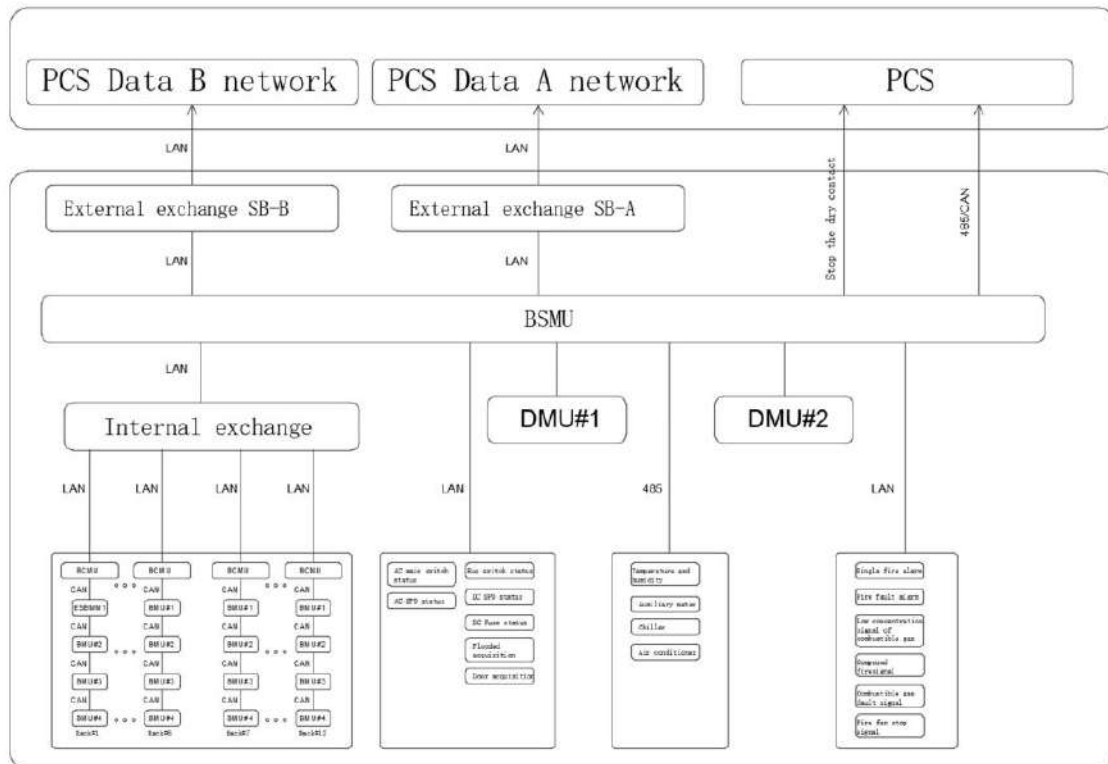 PCS Data B network
PCS Data A network
PCS
LAN
LAN
Stop the dry contact
485/CAN
External exchange SB-B
External exchange SB-A
LAN
LAN
BSMU
LAN
DMU#1
DMU#2
Internal exchange
LAN
LAN
LAN
LAN
LAN
485
LAN
BCMU
BCMU
BCMU
BCMU
CAN
CAN
CAN
CAN
BMU#1
BMU#1
BMU#1
CAN
CAN
CAN
CAN
BMU#2
BMU#2
BMU#2
BMU#2
CAN
CAN
CAN
CAN
BMU#3
BMU#3
BMU#3
BMU#3
CAN
CAN
CAN
CAN
BMU#4
BMU#4
BMU#4
BMU#4
Rack#1
Rack#6
Rack#7
Rack#12
AC main switch
status
AC SPD status
Bus switch status
DC SPD status
DC Fuse status
Flooded
acquisition
Door acquisition
Temperature and
humidity
Auxiliary meter
Chiller
Air conditioner
Single fire alarm
Fire fault alarm
Low concentration
signal of
combustible gas
Compound
firesignal
Combustible gas
fault signal
Fire fan stop
signal